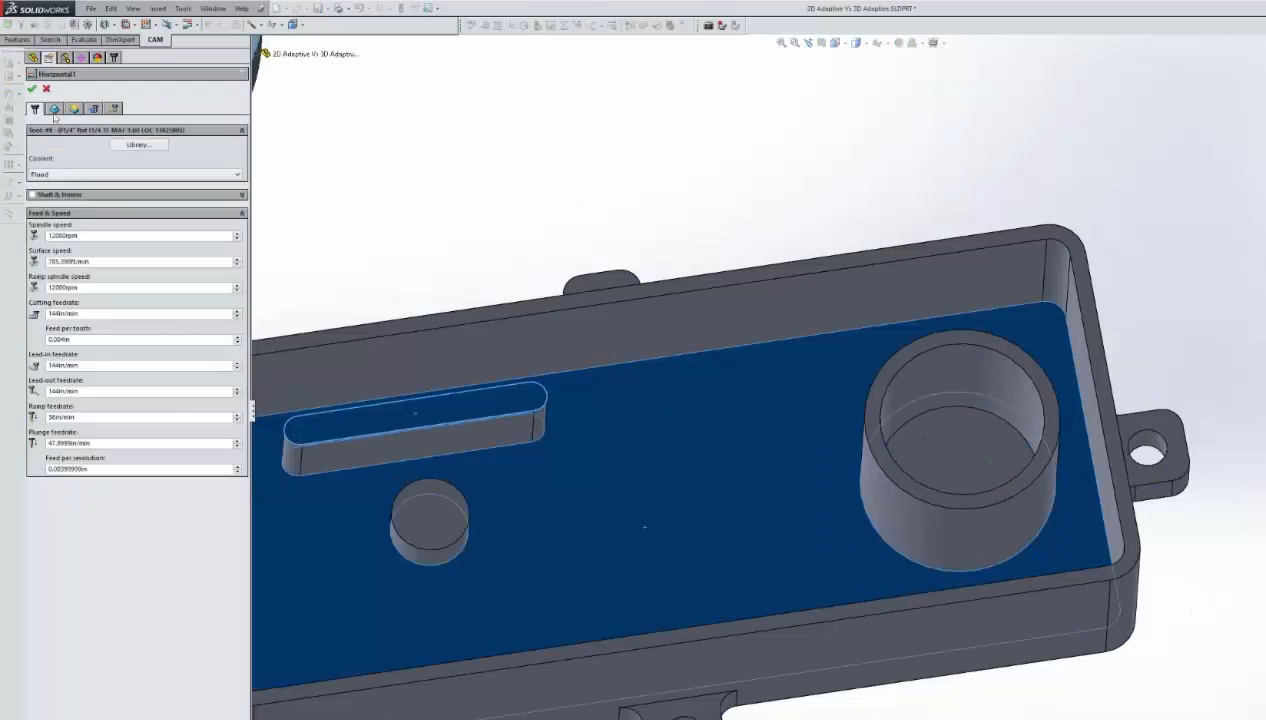 SOLIDWORKS File Edit View Insert Tools Window Help 2D Adaptive Vs 3D Adaptive.SLDPRT *
Features Sketch Evaluate DimXpert CAM
2D Adaptive Vs 3D Adaptiv...
Horizontal1
Library...
Coolant:
Flood
Shaft & Holder
Feed & Speed
Spindle speed:
12000rpm
Surface speed:
785.398ft/min
Ramp spindle speed:
12000rpm
Cutting feedrate:
144in/min
Feed per tooth:
0.004in
Lead-in feedrate:
144in/min
Lead-out feedrate:
144in/min
Ramp feedrate:
36in/min
Plunge feedrate:
47.9999in/min
Feed per revolution:
0.00399999in